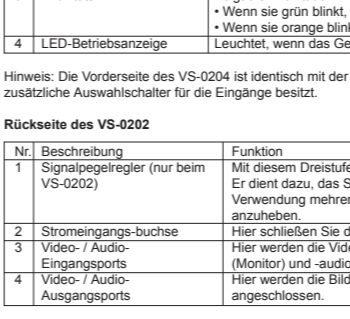 • Wenn sie grün blinkt,
• Wenn sie orange blink
4 LED-Betriebsanzeige Leuchtet, wenn das Ge
Hinweis: Die Vorderseite des VS-0204 ist identisch mit der
zusätzliche Auswahlschalter für die Eingänge besitzt.
Rückseite des VS-0202
Nr. Beschreibung Funktion
1 Signalpegelregler (nur beim Mit diesem Dreistufe
VS-0202) Er dient dazu, das S
Verwendung mehrer
anzuheben.
2 Stromeingangs-buchse Hier schließen Sie d
3 Video- / Audio- Hier werden die Vide
Eingangsports (Monitor) und -audio
4 Video- / Audio- Hier werden die Bild
Ausgangsports angeschlossen.